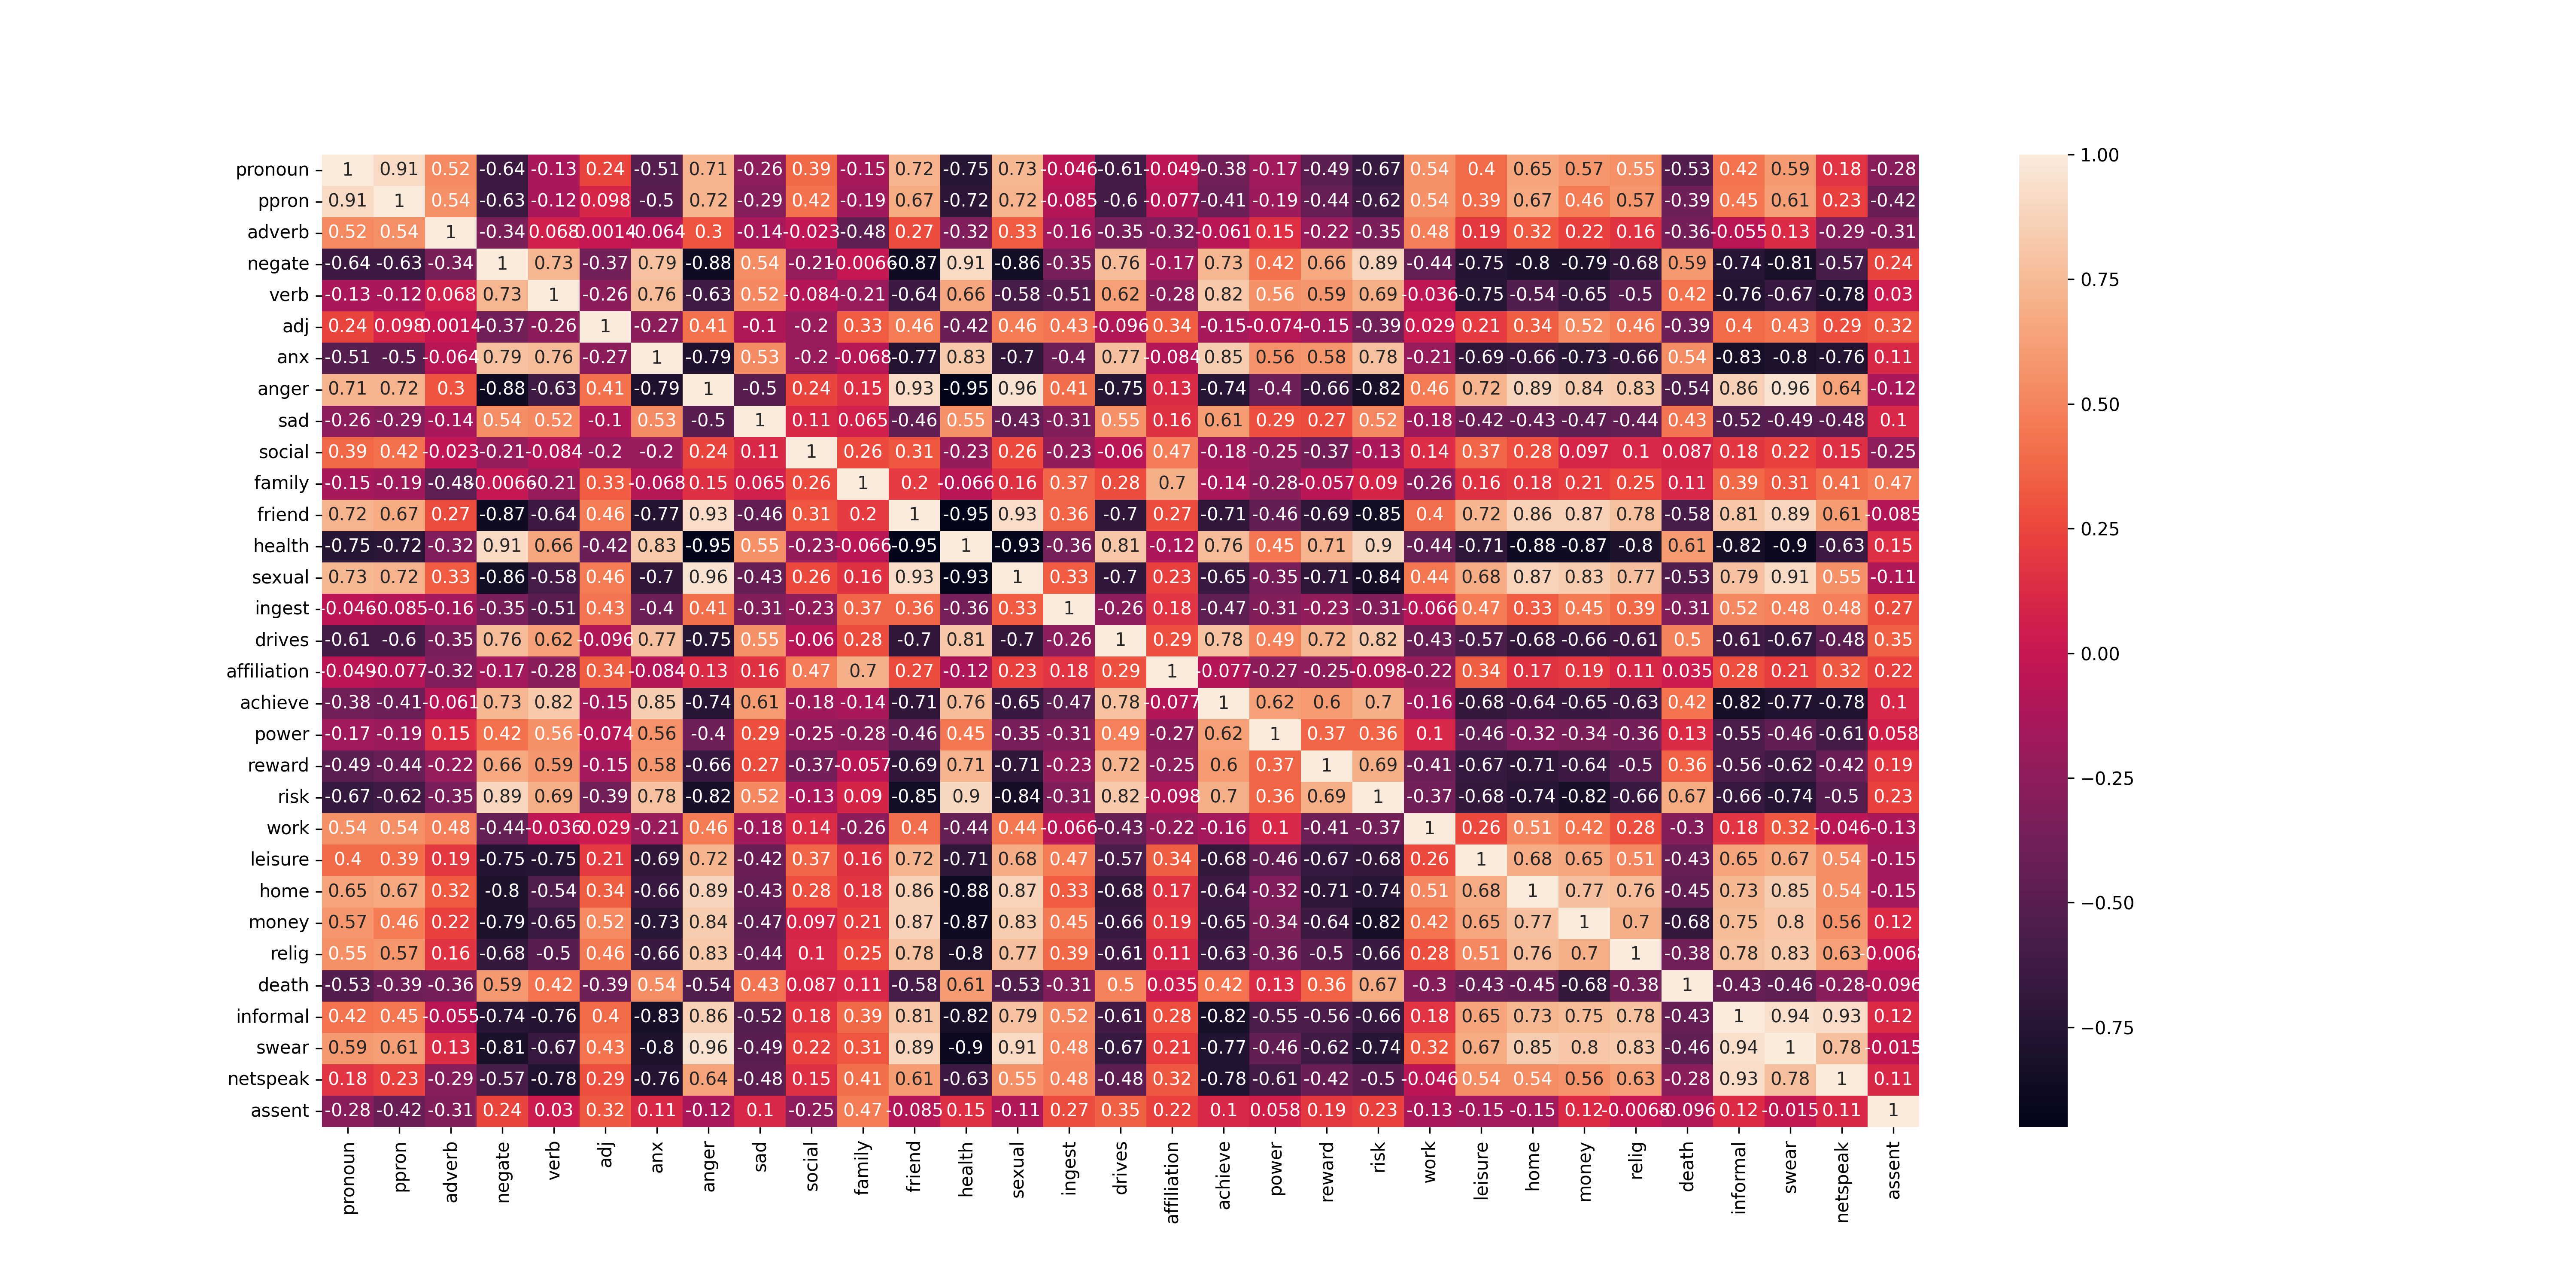 pronoun 1 0.91 0.52 -0.64 -0.13 0.24 -0.51 0.71 -0.26 0.39 -0.15 0.72 -0.75 0.73 -0.046 -0.61 -0.049 -0.38 -0.17 -0.49 -0.67 0.54 0.4 0.65 0.57 0.55 -0.53 0.42 0.59 0.18 -0.28 1.00
ppron 0.91 1 0.54 -0.63 -0.12 0.098 -0.5 0.72 -0.29 0.42 -0.19 0.67 -0.72 0.72 -0.085 -0.6 -0.077 -0.41 -0.19 -0.44 -0.62 0.54 0.39 0.67 0.46 0.57 -0.39 0.45 0.61 0.23 -0.42
adverb 0.52 0.54 1 -0.34 0.068 0.0014 -0.064 0.3 -0.14 -0.023 -0.48 0.27 -0.32 0.33 -0.16 -0.35 -0.32 -0.061 0.15 -0.22 -0.35 0.48 0.19 0.32 0.22 0.16 -0.36 -0.055 0.13 -0.29 -0.31
negate -0.64 -0.63 -0.34 1 0.73 -0.37 0.79 -0.88 0.54 -0.21 -0.0066 -0.87 0.91 -0.86 -0.35 0.76 -0.17 0.73 0.42 0.66 0.89 -0.44 -0.75 -0.8 -0.79 -0.68 0.59 -0.74 -0.81 -0.57 0.24 0.75
verb -0.13 -0.12 0.068 0.73 1 -0.26 0.76 -0.63 0.52 -0.084 -0.21 -0.64 0.66 -0.58 -0.51 0.62 -0.28 0.82 0.56 0.59 0.69 -0.036 -0.75 -0.54 -0.65 -0.5 0.42 -0.76 -0.67 -0.78 0.03
adj 0.24 0.098 0.0014 -0.37 -0.26 1 -0.27 0.41 -0.1 -0.2 0.33 0.46 -0.42 0.46 0.43 -0.096 0.34 -0.15 -0.074 -0.15 -0.39 0.029 0.21 0.34 0.52 0.46 -0.39 0.4 0.43 0.29 0.32
anx -0.51 -0.5 -0.064 0.79 0.76 -0.27 1 -0.79 0.53 -0.2 -0.068 -0.77 0.83 -0.7 -0.4 0.77 -0.084 0.85 0.56 0.58 0.78 -0.21 -0.69 -0.66 -0.73 -0.66 0.54 -0.83 -0.8 -0.76 0.11
anger 0.71 0.72 0.3 -0.88 -0.63 0.41 -0.79 1 -0.5 0.24 0.15 0.93 -0.95 0.96 0.41 -0.75 0.13 -0.74 -0.4 -0.66 -0.82 0.46 0.72 0.89 0.84 0.83 -0.54 0.86 0.96 0.64 -0.12 0.50
sad -0.26 -0.29 -0.14 0.54 0.52 -0.1 0.53 -0.5 1 0.11 0.065 -0.46 0.55 -0.43 -0.31 0.55 0.16 0.61 0.29 0.27 0.52 -0.18 -0.42 -0.43 -0.47 -0.44 0.43 -0.52 -0.49 -0.48 0.1
social 0.39 0.42 -0.023 -0.21 -0.084 -0.2 -0.2 0.24 0.11 1 0.26 0.31 -0.23 0.26 -0.23 -0.06 0.47 -0.18 -0.25 -0.37 -0.13 0.14 0.37 0.28 0.097 0.1 0.087 0.18 0.22 0.15 -0.25
family -0.15 -0.19 -0.48 -0.0066 -0.21 0.33 -0.068 0.15 0.065 0.26 1 0.2 -0.066 0.16 0.37 0.28 0.7 -0.14 -0.28 -0.057 0.09 -0.26 0.16 0.18 0.21 0.25 0.11 0.39 0.31 0.41 0.47
friend 0.72 0.67 0.27 -0.87 -0.64 0.46 -0.77 0.93 -0.46 0.31 0.2 1 -0.95 0.93 0.36 -0.7 0.27 -0.71 -0.46 -0.69 -0.85 0.4 0.72 0.86 0.87 0.78 -0.58 0.81 0.89 0.61 -0.085 0.25
health -0.75 -0.72 -0.32 0.91 0.66 -0.42 0.83 -0.95 0.55 -0.23 -0.066 -0.95 1 -0.93 -0.36 0.81 -0.12 0.76 0.45 0.71 0.9 -0.44 -0.71 -0.88 -0.87 -0.8 0.61 -0.82 -0.9 -0.63 0.15
sexual 0.73 0.72 0.33 -0.86 -0.58 0.46 -0.7 0.96 -0.43 0.26 0.16 0.93 -0.93 1 0.33 -0.7 0.23 -0.65 -0.35 -0.71 -0.84 0.44 0.68 0.87 0.83 0.77 -0.53 0.79 0.91 0.55 -0.11
ingest -0.046 -0.085 -0.16 -0.35 -0.51 0.43 -0.4 0.41 -0.31 -0.23 0.37 0.36 -0.36 0.33 1 -0.26 0.18 -0.47 -0.31 -0.23 -0.31 -0.066 0.47 0.33 0.45 0.39 -0.31 0.52 0.48 0.48 0.27
drives -0.61 -0.6 -0.35 0.76 0.62 -0.096 0.77 -0.75 0.55 -0.06 0.28 -0.7 0.81 -0.7 -0.26 1 0.29 0.78 0.49 0.72 0.82 -0.43 -0.57 -0.68 -0.66 -0.61 0.5 -0.61 -0.67 -0.48 0.35 0.00
affiliation -0.049 -0.077 -0.32 -0.17 -0.28 0.34 -0.084 0.13 0.16 0.47 0.7 0.27 -0.12 0.23 0.18 0.29 1 -0.077 -0.27 -0.25 -0.098 -0.22 0.34 0.17 0.19 0.11 0.035 0.28 0.21 0.32 0.22
achieve -0.38 -0.41 -0.061 0.73 0.82 -0.15 0.85 -0.74 0.61 -0.18 -0.14 -0.71 0.76 -0.65 -0.47 0.78 -0.077 1 0.62 0.6 0.7 -0.16 -0.68 -0.64 -0.65 -0.63 0.42 -0.82 -0.77 -0.78 0.1
power -0.17 -0.19 0.15 0.42 0.56 -0.074 0.56 -0.4 0.29 -0.25 -0.28 -0.46 0.45 -0.35 -0.31 0.49 -0.27 0.62 1 0.37 0.36 0.1 -0.46 -0.32 -0.34 -0.36 0.13 -0.55 -0.46 -0.61 0.058
reward -0.49 -0.44 -0.22 0.66 0.59 -0.15 0.58 -0.66 0.27 -0.37 -0.057 -0.69 0.71 -0.71 -0.23 0.72 -0.25 0.6 0.37 1 0.69 -0.41 -0.67 -0.71 -0.64 -0.5 0.36 -0.56 -0.62 -0.42 0.19 −0.25
risk -0.67 -0.62 -0.35 0.89 0.69 -0.39 0.78 -0.82 0.52 -0.13 0.09 -0.85 0.9 -0.84 -0.31 0.82 -0.098 0.7 0.36 0.69 1 -0.37 -0.68 -0.74 -0.82 -0.66 0.67 -0.66 -0.74 -0.5 0.23
work 0.54 0.54 0.48 -0.44 -0.036 0.029 -0.21 0.46 -0.18 0.14 -0.26 0.4 -0.44 0.44 -0.066 -0.43 -0.22 -0.16 0.1 -0.41 -0.37 1 0.26 0.51 0.42 0.28 -0.3 0.18 0.32 -0.046 -0.13
leisure 0.4 0.39 0.19 -0.75 -0.75 0.21 -0.69 0.72 -0.42 0.37 0.16 0.72 -0.71 0.68 0.47 -0.57 0.34 -0.68 -0.46 -0.67 -0.68 0.26 1 0.68 0.65 0.51 -0.43 0.65 0.67 0.54 -0.15
home 0.65 0.67 0.32 -0.8 -0.54 0.34 -0.66 0.89 -0.43 0.28 0.18 0.86 -0.88 0.87 0.33 -0.68 0.17 -0.64 -0.32 -0.71 -0.74 0.51 0.68 1 0.77 0.76 -0.45 0.73 0.85 0.54 -0.15 −0.50
money 0.57 0.46 0.22 -0.79 -0.65 0.52 -0.73 0.84 -0.47 0.097 0.21 0.87 -0.87 0.83 0.45 -0.66 0.19 -0.65 -0.34 -0.64 -0.82 0.42 0.65 0.77 1 0.7 -0.68 0.75 0.8 0.56 0.12
relig 0.55 0.57 0.16 -0.68 -0.5 0.46 -0.66 0.83 -0.44 0.1 0.25 0.78 -0.8 0.77 0.39 -0.61 0.11 -0.63 -0.36 -0.5 -0.66 0.28 0.51 0.76 0.7 1 -0.38 0.78 0.83 0.63 -0.0068
death -0.53 -0.39 -0.36 0.59 0.42 -0.39 0.54 -0.54 0.43 0.087 0.11 -0.58 0.61 -0.53 -0.31 0.5 0.035 0.42 0.13 0.36 0.67 -0.3 -0.43 -0.45 -0.68 -0.38 1 -0.43 -0.46 -0.28 -0.096
informal 0.42 0.45 -0.055 -0.74 -0.76 0.4 -0.83 0.86 -0.52 0.18 0.39 0.81 -0.82 0.79 0.52 -0.61 0.28 -0.82 -0.55 -0.56 -0.66 0.18 0.65 0.73 0.75 0.78 -0.43 1 0.94 0.93 0.12 −0.75
swear 0.59 0.61 0.13 -0.81 -0.67 0.43 -0.8 0.96 -0.49 0.22 0.31 0.89 -0.9 0.91 0.48 -0.67 0.21 -0.77 -0.46 -0.62 -0.74 0.32 0.67 0.85 0.8 0.83 -0.46 0.94 1 0.78 -0.015
netspeak 0.18 0.23 -0.29 -0.57 -0.78 0.29 -0.76 0.64 -0.48 0.15 0.41 0.61 -0.63 0.55 0.48 -0.48 0.32 -0.78 -0.61 -0.42 -0.5 -0.046 0.54 0.54 0.56 0.63 -0.28 0.93 0.78 1 0.11
assent -0.28 -0.42 -0.31 0.24 0.03 0.32 0.11 -0.12 0.1 -0.25 0.47 -0.085 0.15 -0.11 0.27 0.35 0.22 0.1 0.058 0.19 0.23 -0.13 -0.15 -0.15 0.12 -0.0068 -0.096 0.12 -0.015 0.11 1
pronoun ppron adverb negate verb adj anx anger sad social family friend health sexual ingest drives affiliation achieve power reward risk work leisure home money relig death informal swear netspeak assent